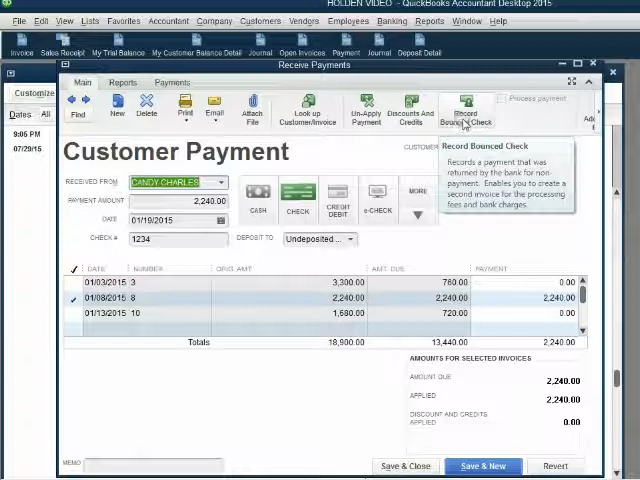 HOLDEN VIDEO - QuickBooks Accountant Desktop 2015
File Edit View Lists Favorites Accountant Company Customers Vendors Employees Banking Reports Window Help
Invoice Sales Receipt My Trial Balance My Customer Balance Detail Journal Open Invoices Payment Journal Deposit Detail
Receive Payments
Customize
Dates All
9:05 PM
07/29/15
Main Reports Payments
Find New Delete Print Email Attach File Look up Customer/Invoice Un-Apply Payment Discounts And Credits Record Bounced Check Process payment
Customer Payment
CUSTOMER
Record Bounced Check
Records a payment that was
returned by the bank for non-
payment. Enables you to create a
second invoice for the processing
fees and bank charges.
RECEIVED FROM CANDY CHARLES
PAYMENT AMOUNT 2,240.00
DATE 01/19/2015
CHECK # 1234
CASH CHECK CREDIT DEBIT e-CHECK MORE
DEPOSIT TO Undeposited ...
DATE NUMBER ORIG. AMT. AMT. DUE PAYMENT
01/03/2015 3 3,300.00 760.00 0.00
01/08/2015 8 2,240.00 2,240.00 2,240.00
01/13/2015 10 1,680.00 720.00 0.00
Totals 18,900.00 13,440.00 2,240.00
AMOUNTS FOR SELECTED INVOICES
AMOUNT DUE 2,240.00
APPLIED 2,240.00
DISCOUNT AND CREDITS
APPLIED 0.00
MEMO
Save & Close Save & New Revert